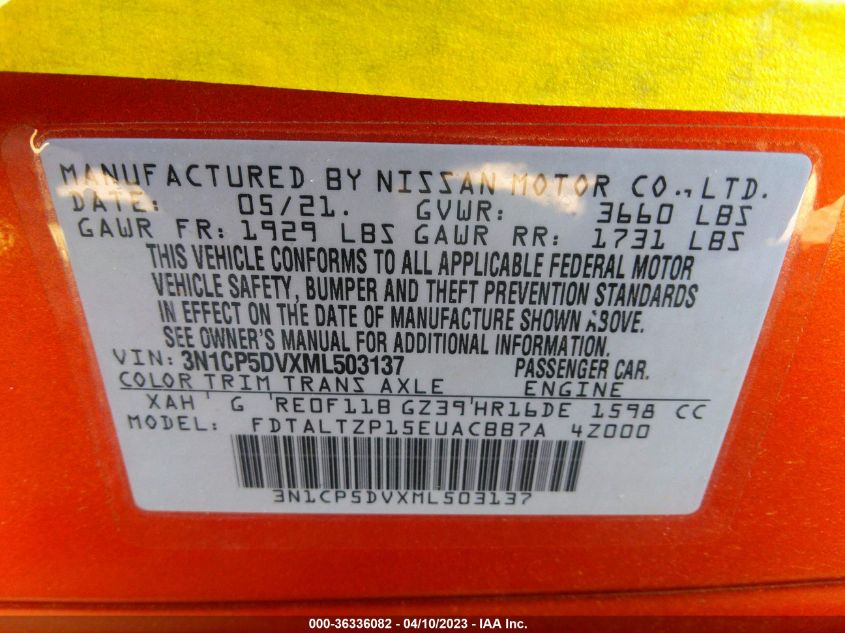 MANUFACTURED BY NISSAN MOTOR CO., LTD.
DATE: 05/21. GVWR: 3660 LBS
GAWR FR: 1929 LBS GAWR RR: 1731 LBS
THIS VEHICLE CONFORMS TO ALL APPLICABLE FEDERAL MOTOR
VEHICLE SAFETY, BUMPER AND THEFT PREVENTION STANDARDS
IN EFFECT ON THE DATE OF MANUFACTURE SHOWN ABOVE.
SEE OWNER'S MANUAL FOR ADDITIONAL INFORMATION.
VIN: 3N1CP5DVXML503137 PASSENGER CAR.
COLOR TRIM TRANS AXLE ENGINE
XAH G RE0F11B GZ39 HR16DE 1598 CC
MODEL: FDTALTZP15EUACBB7A 4Z000
3N1CP5DVXML503137
000-36336082 - 04/10/2023 - IAA Inc.